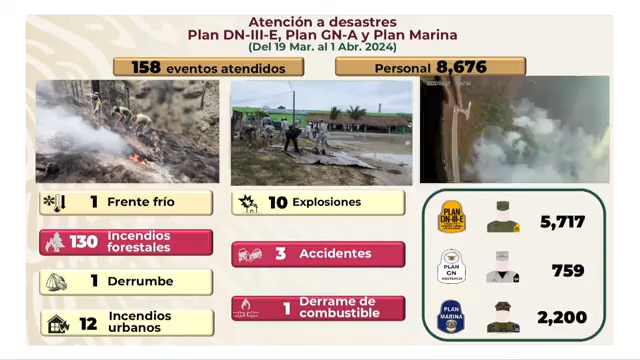 Atención a desastres
Plan DN-III-E, Plan GN-A y Plan Marina
(Del 19 Mar. al 1 Abr. 2024)
158 eventos atendidos
Personal 8,676
1 Frente frío
130 Incendios
forestales
1 Derrumbe
12 Incendios
urbanos
10 Explosiones
3 Accidentes
1 Derrame de
combustible
PLAN
DN-III-E
5,717
PLAN
GN
ASISTENCIA
759
PLAN
MARINA
2,200